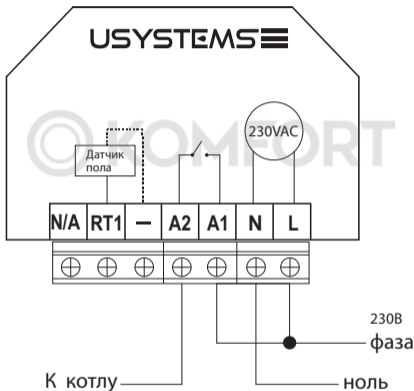 USYSTEMS
KOMFORT
230VAC
Датчик
пола
N/A RT1 — A2 A1 N L
230В
фаза
К котлу
ноль